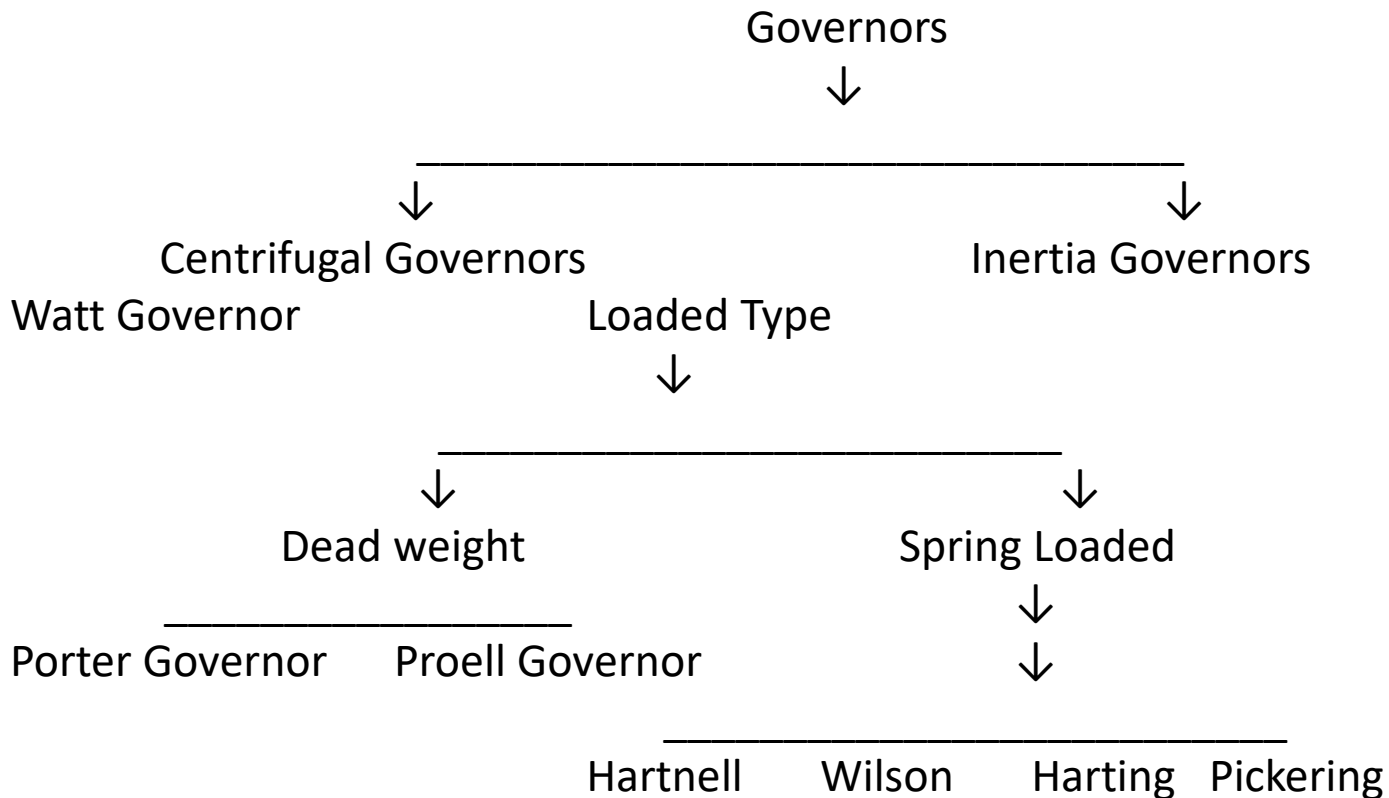 Governors
Centrifugal Governors Inertia Governors
Watt Governor Loaded Type
Dead weight Spring Loaded
Porter Governor Proell Governor
Hartnell Wilson Harting Pickering